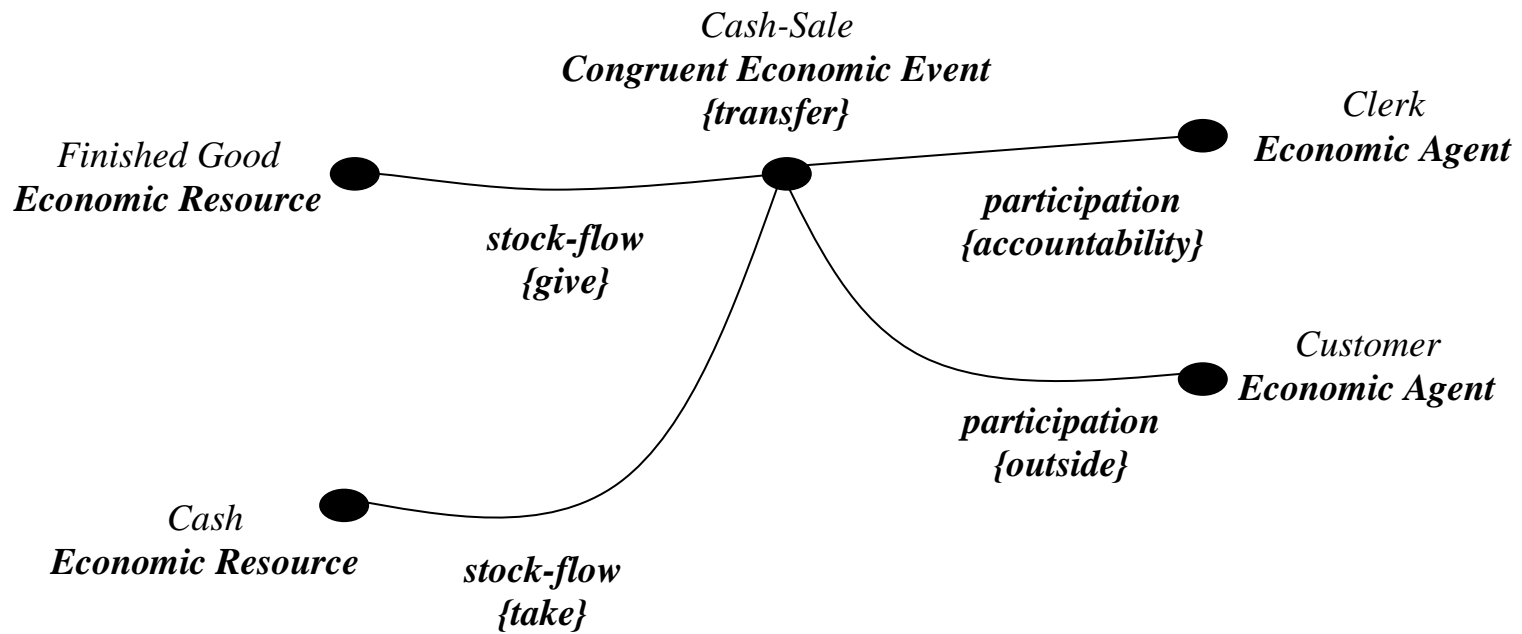 Cash-Sale
Congruent Economic Event
{transfer}
Clerk
Economic Agent
Finished Good
Economic Resource
stock-flow
{give}
participation
{accountability}
Customer
Economic Agent
participation
{outside}
Cash
Economic Resource
stock-flow
{take}